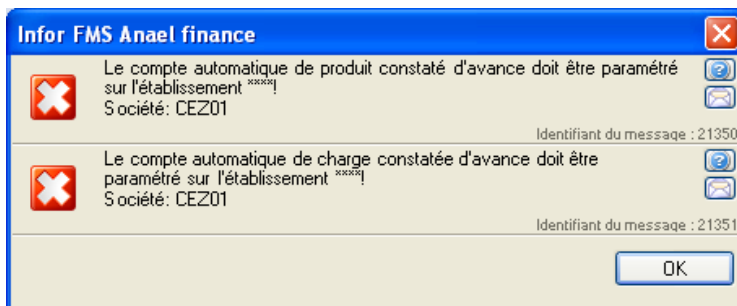 Infor FMS Anael finance
Le compte automatique de produit constaté d'avance doit être paramétré
sur l'établissement ****!
Société: CEZ01
Identifiant du message : 21350
Le compte automatique de charge constatée d'avance doit être
paramétré sur l'établissement ****!
Société: CEZ01
Identifiant du message : 21351
OK